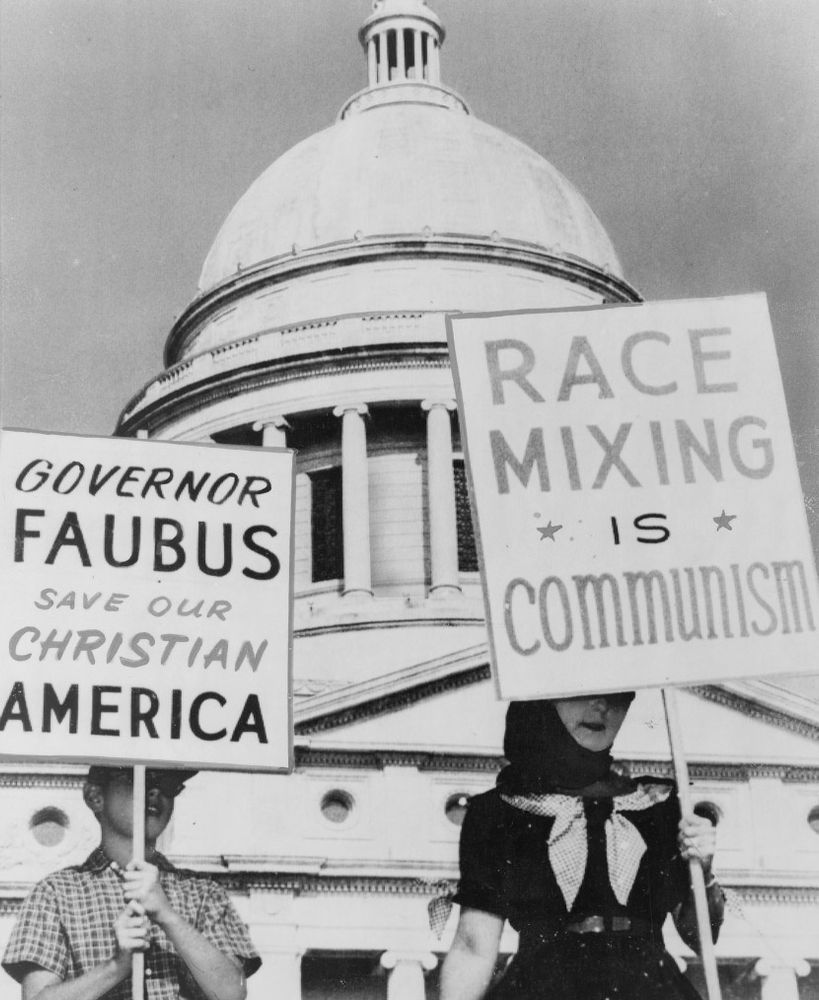 GOVERNOR
FAUBUS
SAVE OUR
CHRISTIAN
AMERICA
RACE
MIXING
IS
COMMUNISM